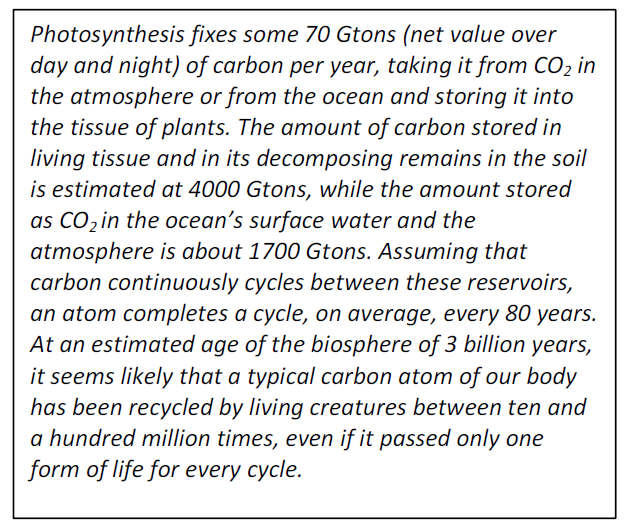 Photosynthesis fixes some 70 Gtons (net value over
day and night) of carbon per year, taking it from CO₂ in
the atmosphere or from the ocean and storing it into
the tissue of plants. The amount of carbon stored in
living tissue and in its decomposing remains in the soil
is estimated at 4000 Gtons, while the amount stored
as CO₂ in the ocean's surface water and the
atmosphere is about 1700 Gtons. Assuming that
carbon continuously cycles between these reservoirs,
an atom completes a cycle, on average, every 80 years.
At an estimated age of the biosphere of 3 billion years,
it seems likely that a typical carbon atom of our body
has been recycled by living creatures between ten and
a hundred million times, even if it passed only one
form of life for every cycle.